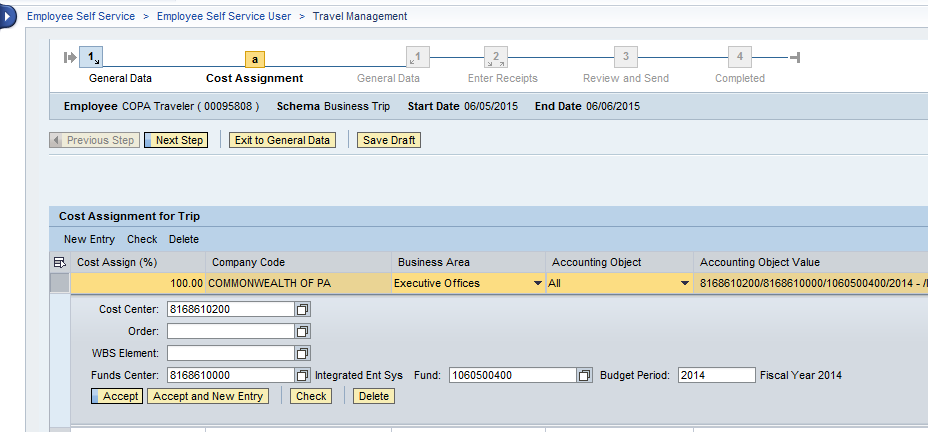 Employee Self Service > Employee Self Service User > Travel Management
1 a 1 2 3 4
General Data Cost Assignment General Data Enter Receipts Review and Send Completed
Employee COPA Traveler ( 00095808 ) Schema Business Trip Start Date 06/05/2015 End Date 06/06/2015
Previous Step Next Step Exit to General Data Save Draft
Cost Assignment for Trip
New Entry Check Delete
Cost Assign (%) Company Code Business Area Accounting Object Accounting Object Value
100.00 COMMONWEALTH OF PA Executive Offices All 8168610200/8168610000/1060500400/2014 - /
Cost Center: 8168610200
Order:
WBS Element:
Funds Center: 8168610000 Integrated Ent Sys Fund: 1060500400 Budget Period: 2014 Fiscal Year 2014
Accept Accept and New Entry Check Delete